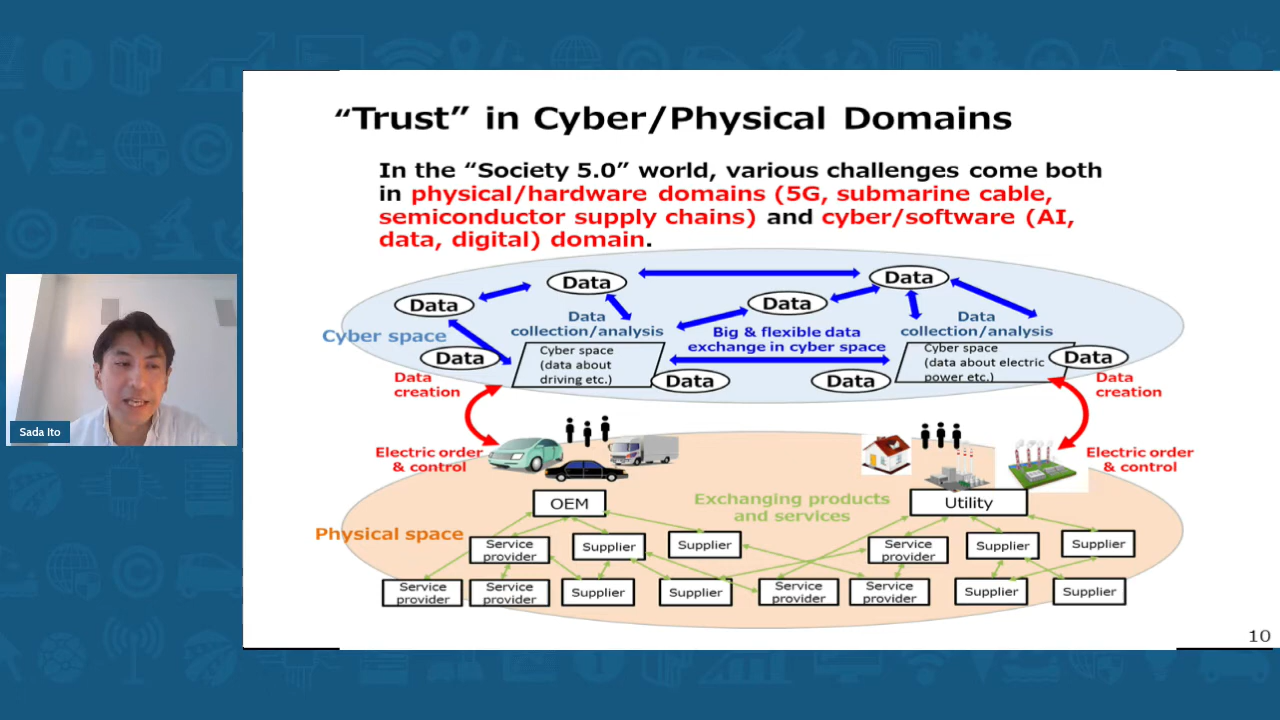 “Trust” in Cyber/Physical Domains
In the “Society 5.0” world, various challenges come both
in physical/hardware domains (5G, submarine cable,
semiconductor supply chains) and cyber/software (AI,
data, digital) domain.
Data
Data
Data
Data
Cyber space
Data
collection/analysis
Big & flexible data
exchange in cyber space
Data
collection/analysis
Data
Cyber space
(data about
driving etc.)
Data
Data
Cyber space
(data about electric
power etc.)
Data
Data
creation
Data
creation
Electric order
& control
Electric order
& control
OEM
Exchanging products
and services
Utility
Physical space
Service
provider
Supplier
Supplier
Service
provider
Supplier
Supplier
Service
provider
Service
provider
Supplier
Supplier
Service
provider
Service
provider
Supplier
Supplier
10
Sada Ito